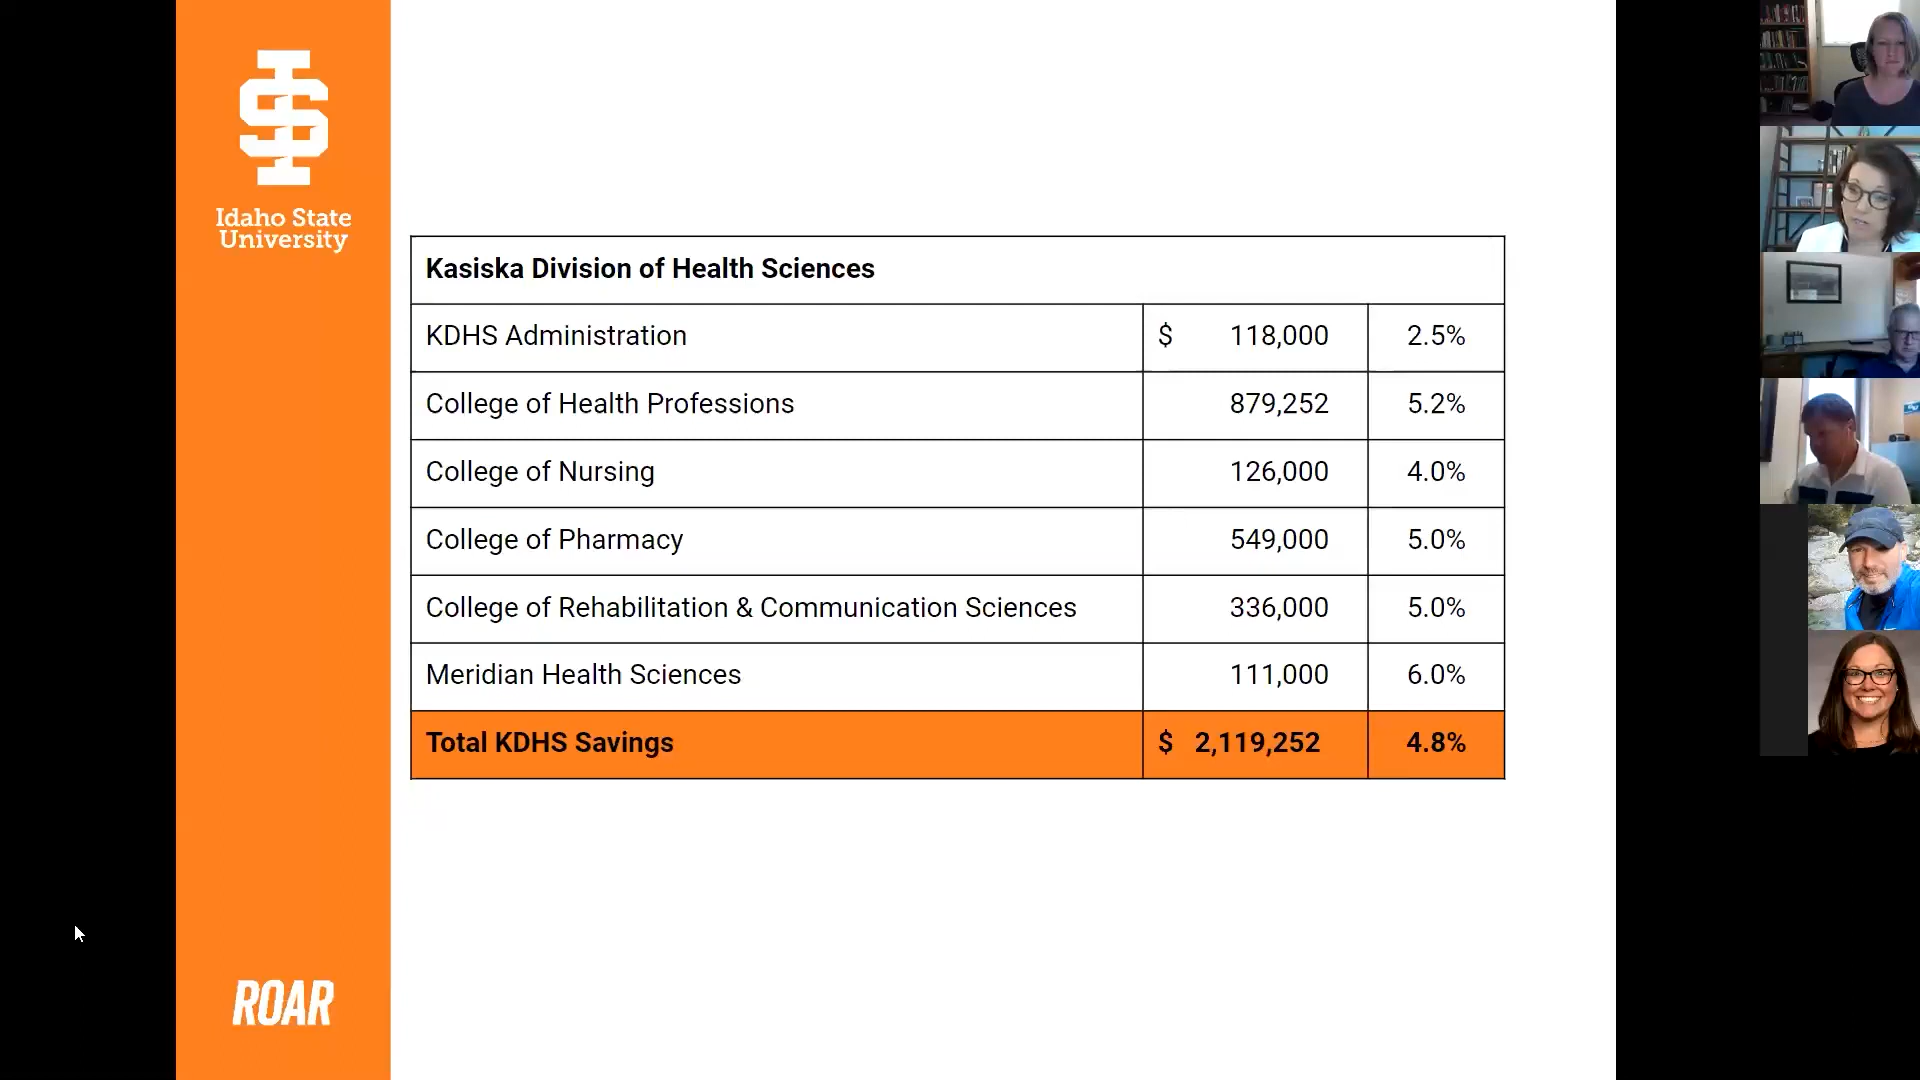 Idaho State
University
Kasiska Division of Health Sciences
KDHS Administration $ 118,000 2.5%
College of Health Professions 879,252 5.2%
College of Nursing 126,000 4.0%
College of Pharmacy 549,000 5.0%
College of Rehabilitation & Communication Sciences 336,000 5.0%
Meridian Health Sciences 111,000 6.0%
Total KDHS Savings $ 2,119,252 4.8%
ROAR